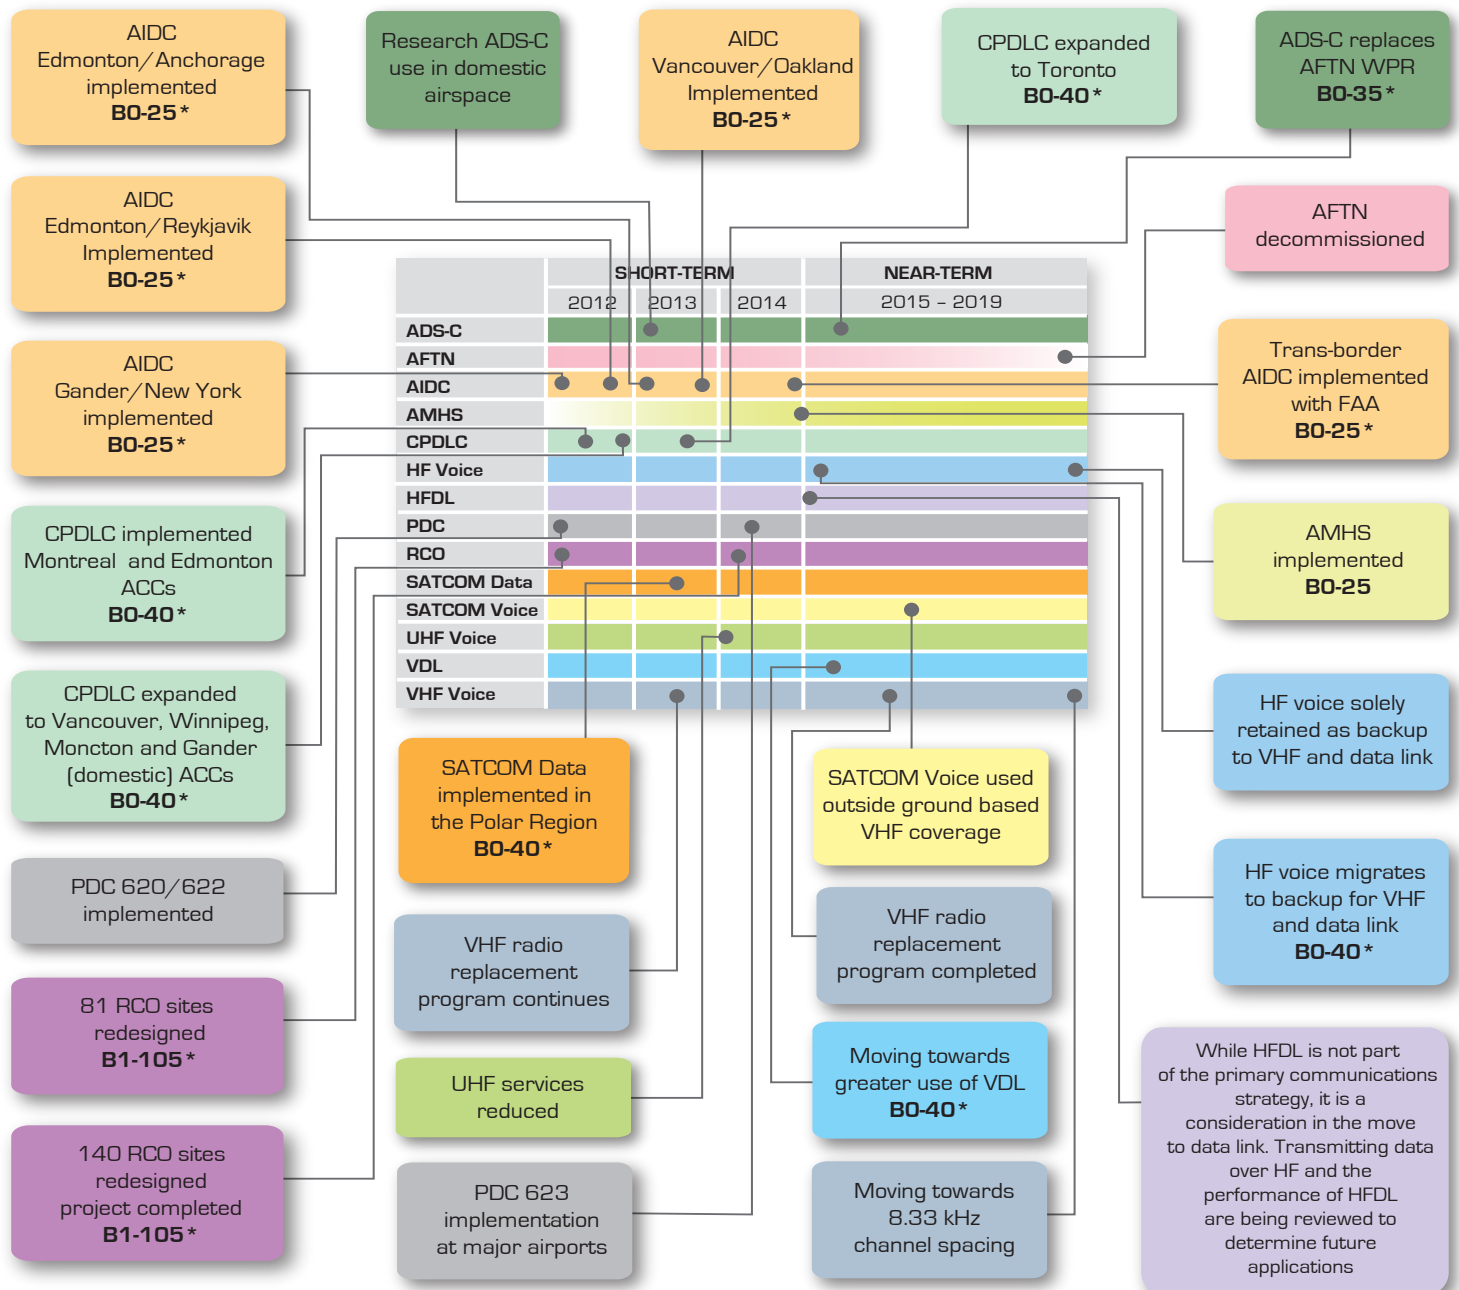 AIDC
Edmonton/Anchorage
implemented
B0-25*
Research ADS-C
use in domestic
airspace
AIDC
Vancouver/Oakland
Implemented
B0-25*
CPDLC expanded
to Toronto
B0-40*
ADS-C replaces
AFTN WPR
B0-35*
AIDC
Edmonton/Reykjavik
Implemented
B0-25*
AFTN
decommissioned
AIDC
Gander/New York
implemented
B0-25*
SHORT-TERM
NEAR-TERM
2012
2013
2014
2015 – 2019
ADS-C
AFTN
AIDC
AMHS
CPDLC
HF Voice
HFDL
PDC
RCO
SATCOM Data
SATCOM Voice
UHF Voice
VDL
VHF Voice
Trans-border
AIDC implemented
with FAA
B0-25*
CPDLC implemented
Montreal and Edmonton
ACCs
B0-40*
AMHS
implemented
B0-25
CPDLC expanded
to Vancouver, Winnipeg,
Moncton and Gander
(domestic) ACCs
B0-40*
HF voice solely
retained as backup
to VHF and data link
SATCOM Data
implemented in
the Polar Region
B0-40*
SATCOM Voice used
outside ground based
VHF coverage
PDC 620/622
implemented
HF voice migrates
to backup for VHF
and data link
B0-40*
VHF radio
replacement
program continues
VHF radio
replacement
program completed
81 RCO sites
redesigned
B1-105*
UHF services
reduced
Moving towards
greater use of VDL
B0-40*
While HFDL is not part
of the primary communications
strategy, it is a
consideration in the move
to data link. Transmitting data
over HF and the
performance of HFDL
are being reviewed to
determine future
applications
140 RCO sites
redesigned
project completed
B1-105*
PDC 623
implementation
at major airports
Moving towards
8.33 kHz
channel spacing